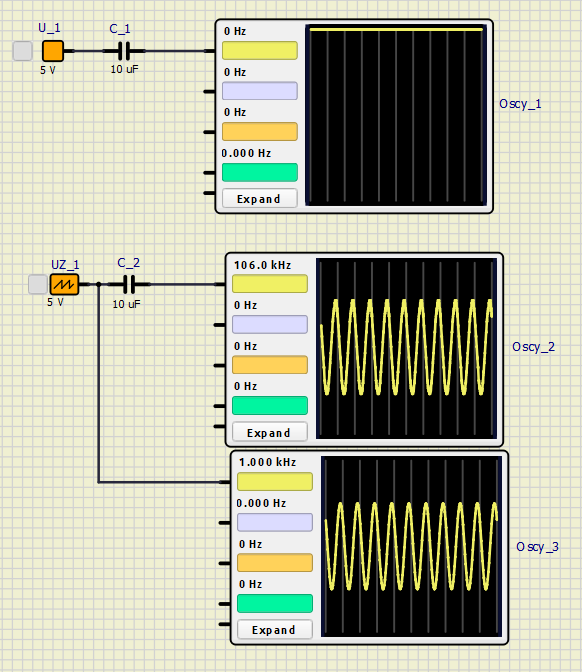 U_1
C_1
5 V
10 uF
0 Hz
0 Hz
0 Hz
0.000 Hz
Expand
Oscy_1
UZ_1
C_2
5 V
10 uF
106.0 kHz
0 Hz
0 Hz
0 Hz
Expand
Oscy_2
1.000 kHz
0.000 Hz
0 Hz
0 Hz
Expand
Oscy_3